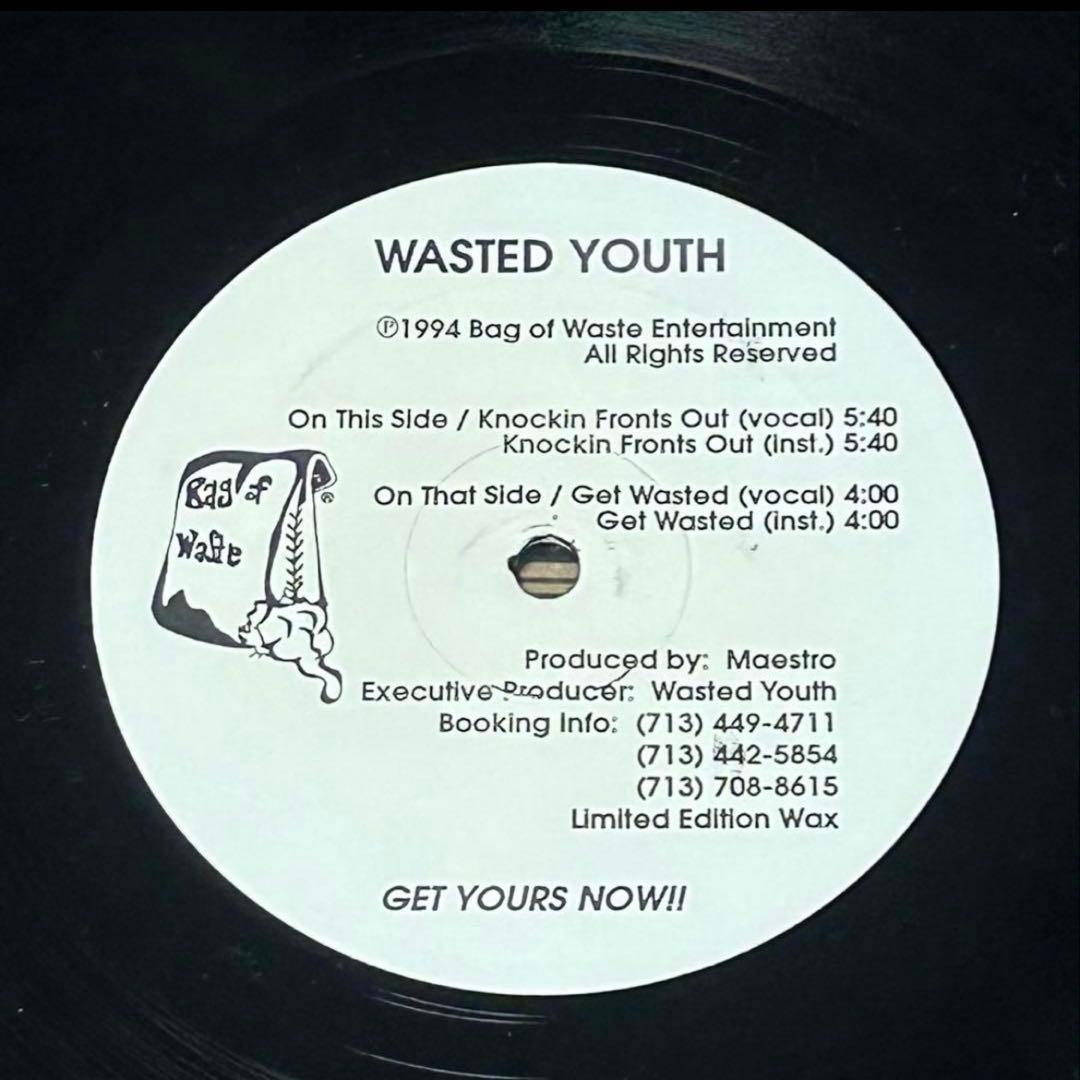 WASTED YOUTH
℗1994 Bag of Waste Entertainment
All Rights Reserved
On This Side / Knockin Fronts Out (vocal) 5:40
Knockin Fronts Out (inst.) 5:40
Bag of
Waste
®
On That Side / Get Wasted (vocal) 4:00
Get Wasted (inst.) 4:00
Produced by: Maestro
Executive Producer: Wasted Youth
Booking Info: (713) 449-4711
(713) 442-5854
(713) 708-8615
Limited Edition Wax
GET YOURS NOW!!